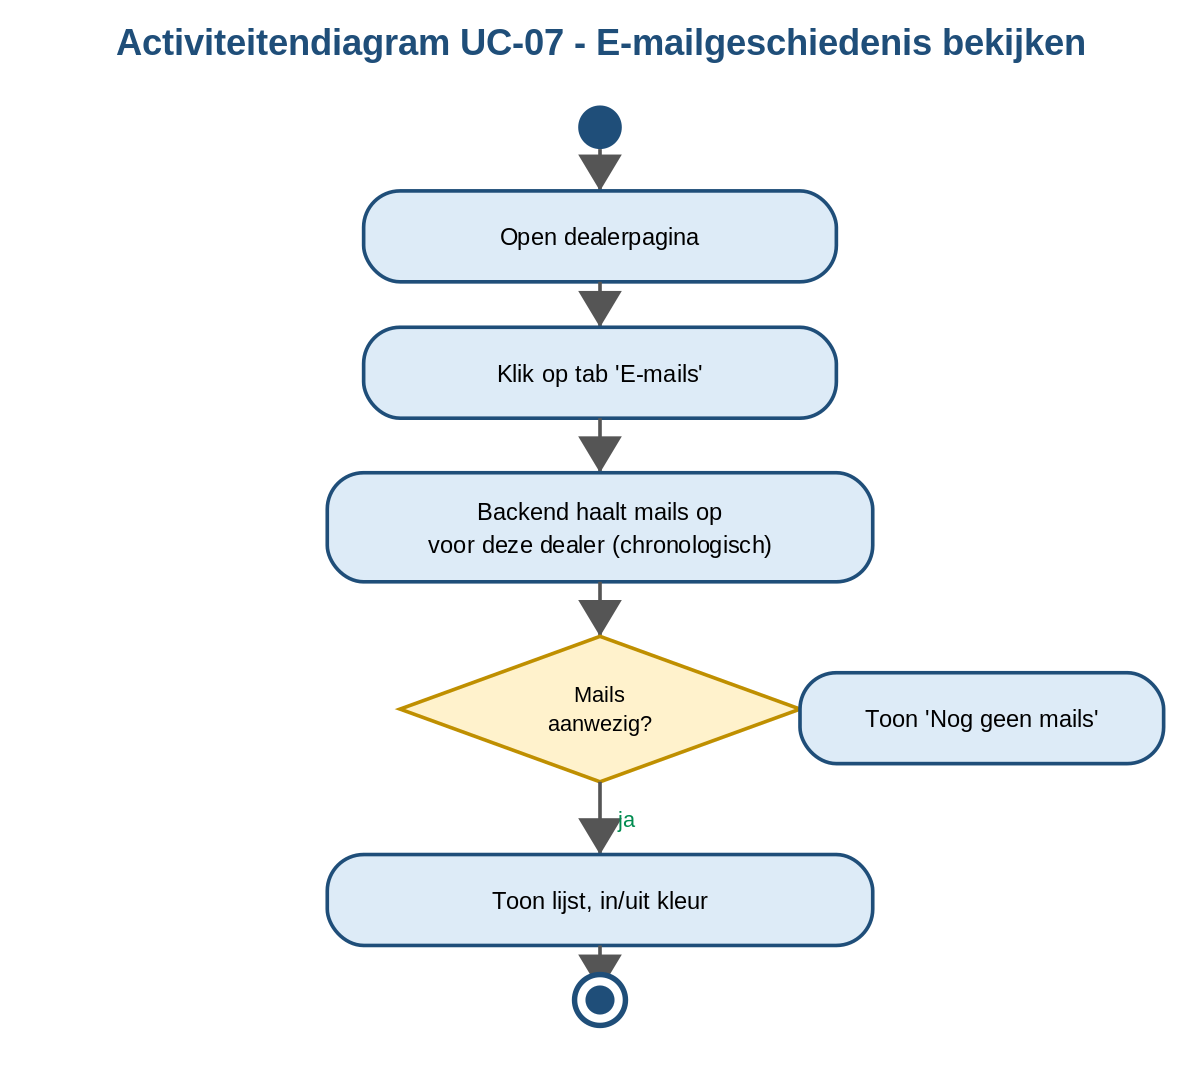 Activiteitendiagram UC-07 - E-mailgeschiedenis bekijken
Open dealerpagina
Klik op tab 'E-mails'
Backend haalt mails op
voor deze dealer (chronologisch)
Mails
aanwezig?
Toon 'Nog geen mails'
ja
Toon lijst, in/uit kleur